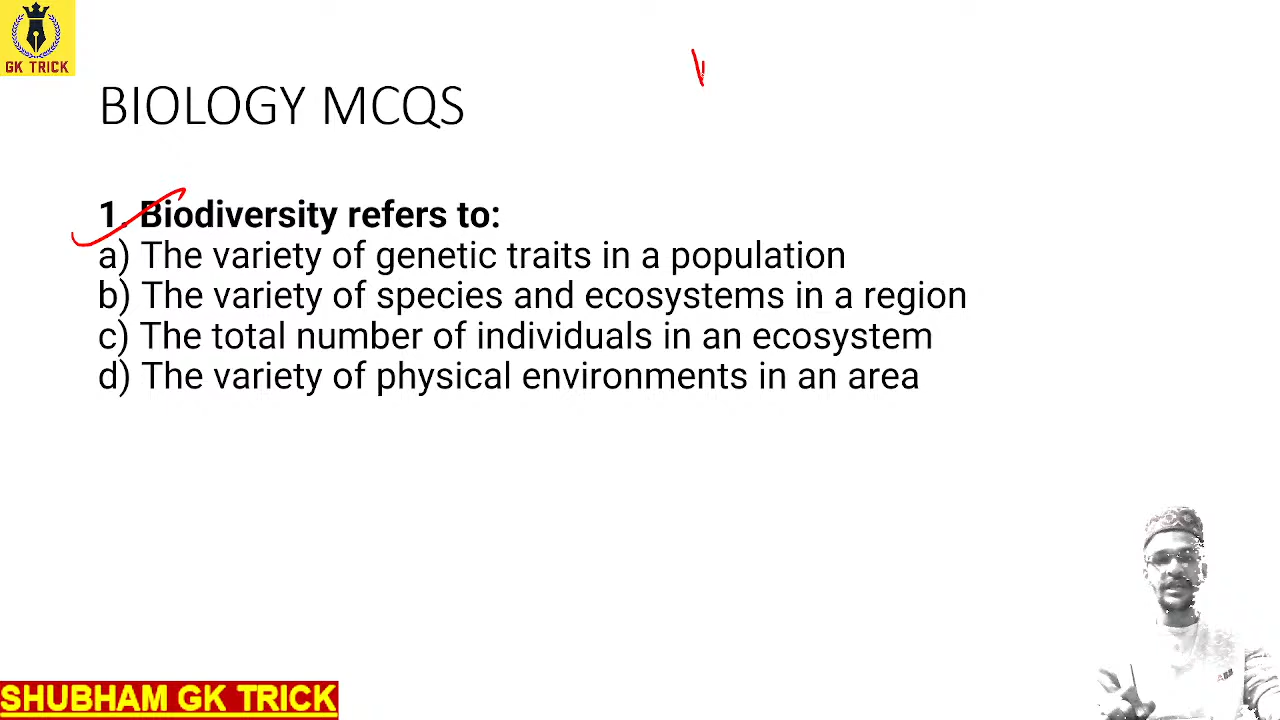 GK TRICK
BIOLOGY MCQS
1. Biodiversity refers to:
a) The variety of genetic traits in a population
b) The variety of species and ecosystems in a region
c) The total number of individuals in an ecosystem
d) The variety of physical environments in an area
SHUBHAM GK TRICK